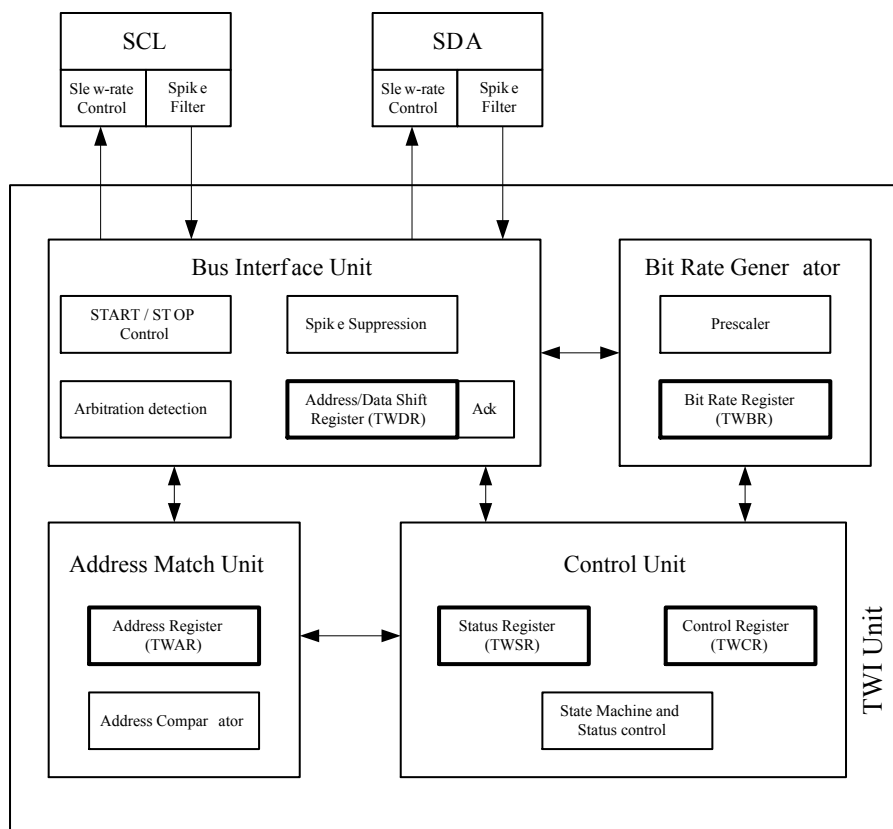 SCL
SDA
Slew-rate
Control
Spike
Filter
Slew-rate
Control
Spike
Filter
Bus Interface Unit
Bit Rate Generator
START / STOP
Control
Spike Suppression
Prescaler
Arbitration detection
Address/Data Shift
Register (TWDR)
Ack
Bit Rate Register
(TWBR)
Address Match Unit
Control Unit
Address Register
(TWAR)
Status Register
(TWSR)
Control Register
(TWCR)
Address Comparator
State Machine and
Status control
TWI Unit